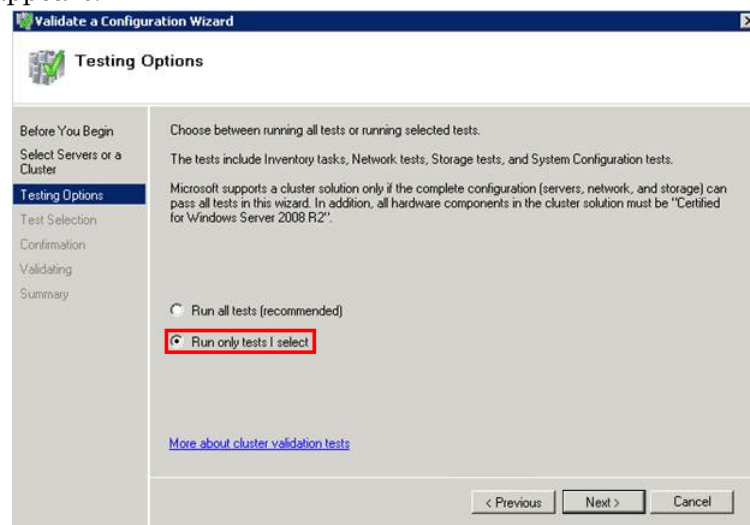 Validate a Configuration Wizard
Testing Options
Before You Begin
Select Servers or a
Cluster
Testing Options
Test Selection
Confirmation
Validating
Summary
Choose between running all tests or running selected tests.
The tests include Inventory tasks, Network tests, Storage tests, and System Configuration tests.
Microsoft supports a cluster solution only if the complete configuration (servers, network, and storage) can
pass all tests in this wizard. In addition, all hardware components in the cluster solution must be "Certified
for Windows Server 2008 R2".
Run all tests (recommended)
Run only tests I select
More about cluster validation tests
< Previous
Next >
Cancel